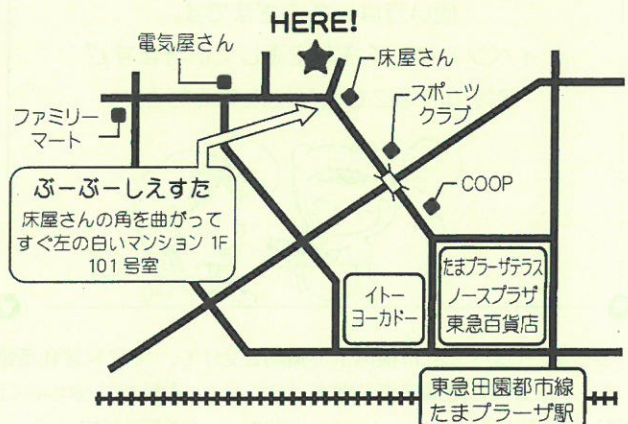 HERE!
電気屋さん
床屋さん
ファミリー
マート
スポーツ
クラブ
ぶーぶーしえすた
床屋さんの角を曲がって
すぐ左の白いマンション 1F
101号室
COOP
イトー
ヨーカドー
たまプラーザテラス
ノースプラザ
東急百貨店
東急田園都市線
たまプラーザ駅